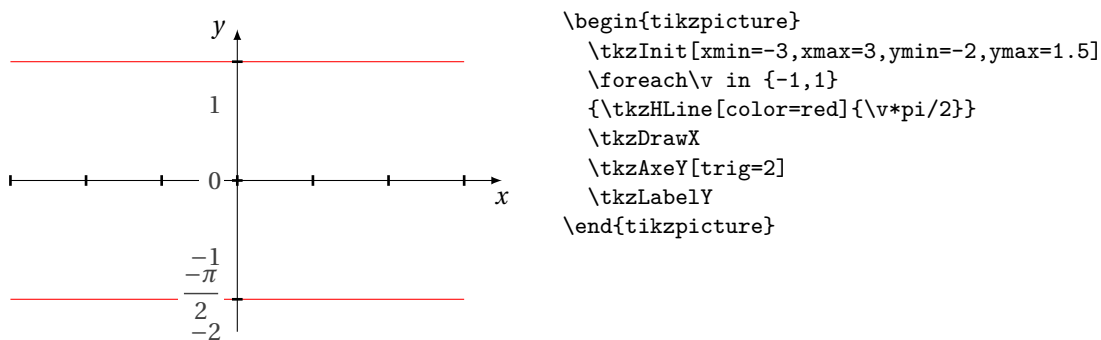 y
1
0
x
−1
−π
2
−2
\begin{tikzpicture}
\tkzInit[xmin=-3,xmax=3,ymin=-2,ymax=1.5]
\foreach\v in {-1,1}
{\tkzHLine[color=red]{\v*pi/2}}
\tkzDrawX
\tkzAxeY[trig=2]
\tkzLabelY
\end{tikzpicture}